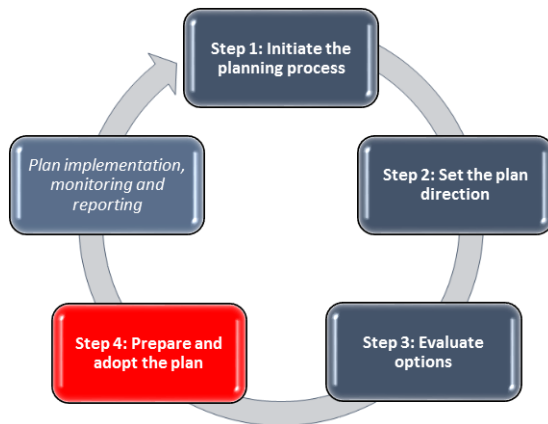 Step 1: Initiate the
planning process
Step 2: Set the plan
direction
Step 3: Evaluate
options
Step 4: Prepare and
adopt the plan
Plan implementation,
monitoring and
reporting